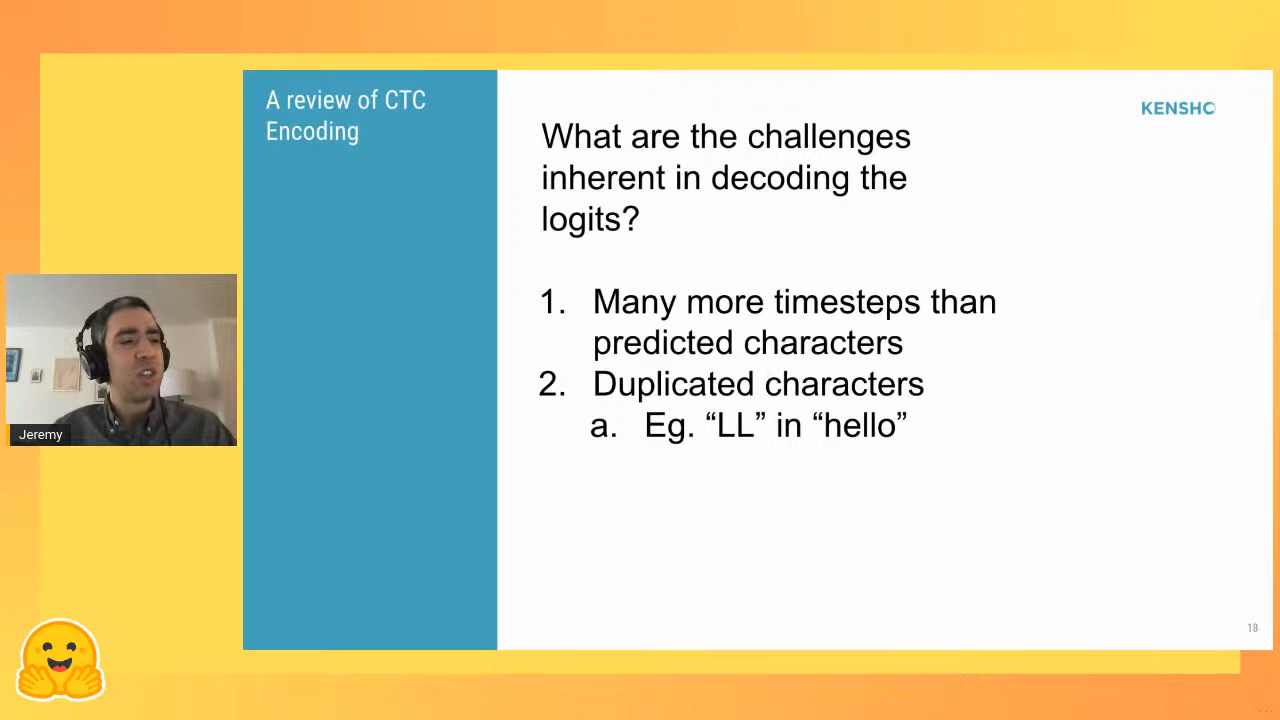 A review of CTC
Encoding
KENSHO
What are the challenges
inherent in decoding the
logits?
1. Many more timesteps than
predicted characters
2. Duplicated characters
a. Eg. “LL” in “hello”
Jeremy
18